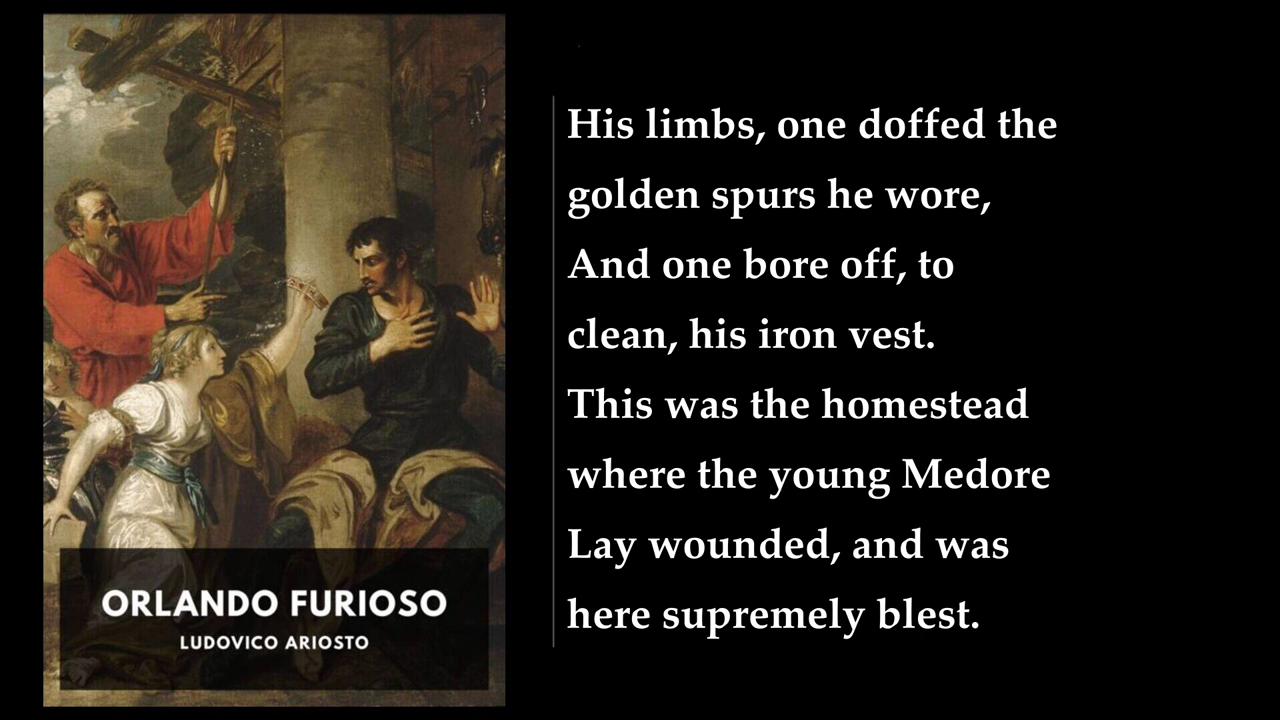 ORLANDO FURIOSO
LUDOVICO ARIOSTO
His limbs, one doffed the
golden spurs he wore,
And one bore off, to
clean, his iron vest.
This was the homestead
where the young Medore
Lay wounded, and was
here supremely blest.